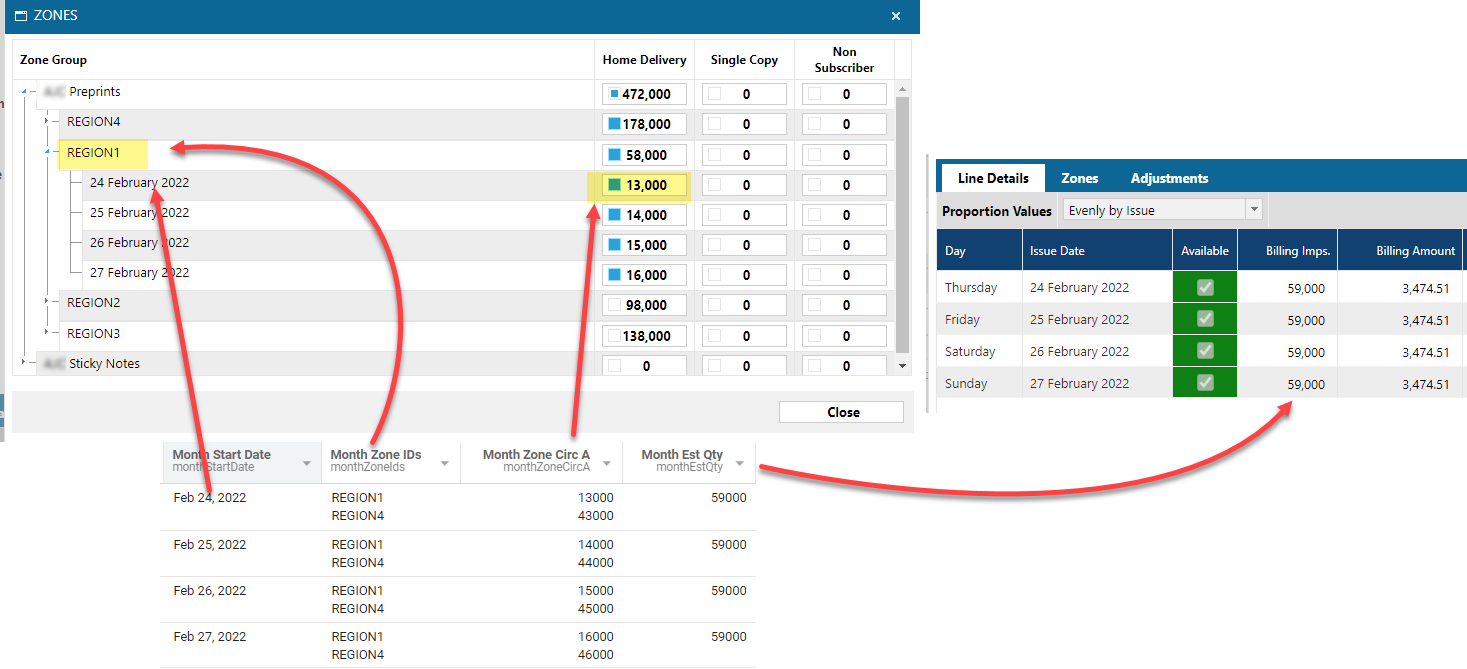 ZONES
Zone Group Home Delivery Single Copy Non Subscriber
Preprints 472,000 0 0
REGION4 178,000 0 0
REGION1 58,000 0 0
24 February 2022 13,000 0 0
25 February 2022 14,000 0 0
26 February 2022 15,000 0 0
27 February 2022 16,000 0 0
REGION2 98,000 0 0
REGION3 138,000 0 0
Sticky Notes 0 0 0
Close
Line Details Zones Adjustments
Proportion Values Evenly by Issue
Day Issue Date Available Billing Imps. Billing Amount
Thursday 24 February 2022 59,000 3,474.51
Friday 25 February 2022 59,000 3,474.51
Saturday 26 February 2022 59,000 3,474.51
Sunday 27 February 2022 59,000 3,474.51
Month Start Date Month Zone IDs Month Zone Circ A Month Est Qty
monthStartDate monthZoneIds monthZoneCircA monthEstQty
Feb 24, 2022 REGION1 13000 59000
REGION4 43000
Feb 25, 2022 REGION1 14000 59000
REGION4 44000
Feb 26, 2022 REGION1 15000 59000
REGION4 45000
Feb 27, 2022 REGION1 16000 59000
REGION4 46000